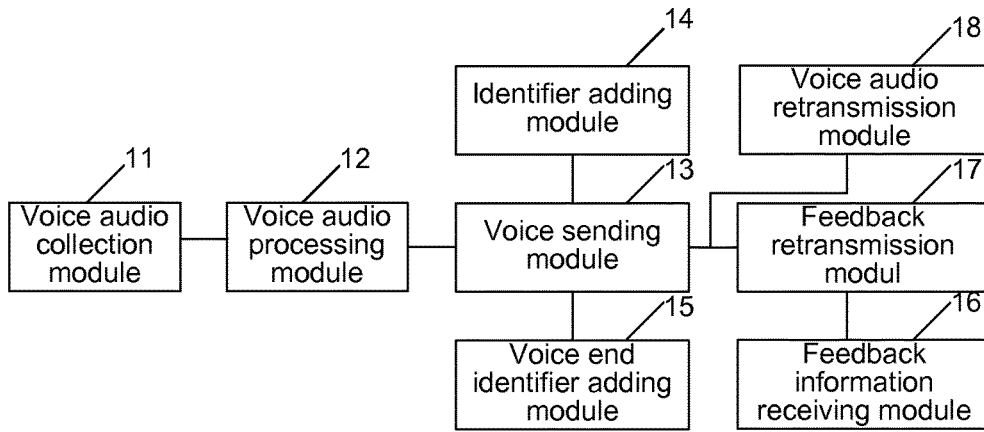 14
18
Identifier adding
module
Voice audio
retransmission
module
11
12
13
17
Voice audio
collection
module
Voice audio
processing
module
Voice sending
module
Feedback
retransmission
modul
15
16
Voice end
identifier adding
module
Feedback
information
receiving module